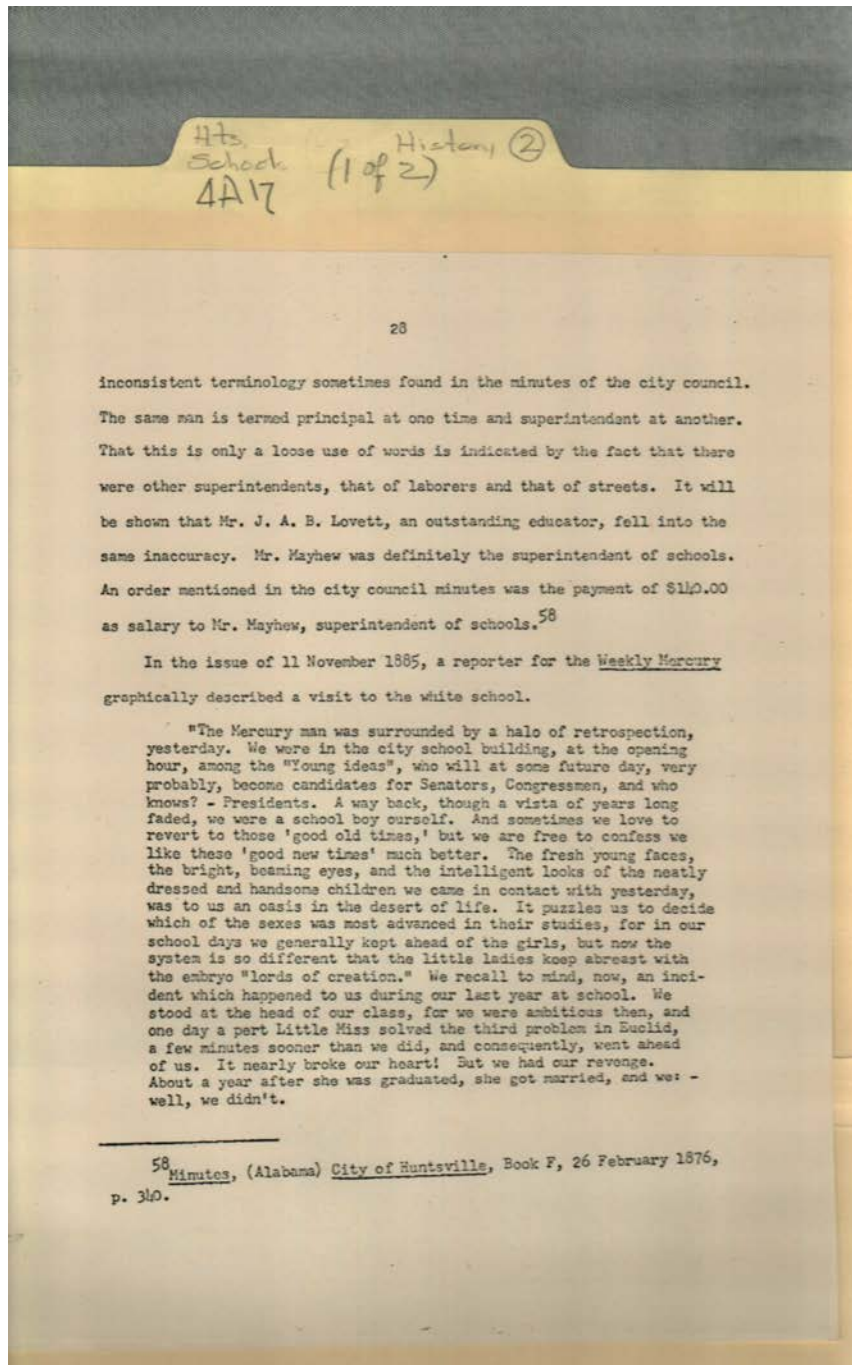 Hts. History ②
School (1 of 2)
4A17
28
inconsistent terminology sometimes found in the minutes of the city council.
The same man is termed principal at one time and superintendent at another.
That this is only a loose use of words is indicated by the fact that there
were other superintendents, that of laborers and that of streets. It will
be shown that Mr. J. A. B. Lovett, an outstanding educator, fell into the
same inaccuracy. Mr. Mayhew was definitely the superintendent of schools.
An order mentioned in the city council minutes was the payment of $140.00
as salary to Mr. Mayhew, superintendent of schools.58
In the issue of 11 November 1885, a reporter for the Weekly Mercury
graphically described a visit to the white school.
"The Mercury man was surrounded by a halo of retrospection,
yesterday. We were in the city school building, at the opening
hour, among the "Young ideas", who will at some future day, very
probably, become candidates for Senators, Congressmen, and who
knows? - Presidents. A way back, though a vista of years long
faded, we were a school boy ourself. And sometimes we love to
revert to those 'good old times,' but we are free to confess we
like these 'good new times' much better. The fresh young faces,
the bright, beaming eyes, and the intelligent looks of the neatly
dressed and handsome children we came in contact with yesterday,
was to us an oasis in the desert of life. It puzzles us to decide
which of the sexes was most advanced in their studies, for in our
school days we generally kept ahead of the girls, but now the
system is so different that the little ladies keep abreast with
the embryo "lords of creation." We recall to mind, now, an inci-
dent which happened to us during our last year at school. We
stood at the head of our class, for we were ambitious then, and
one day a pert Little Miss solved the third problem in Euclid,
a few minutes sooner than we did, and consequently, went ahead
of us. It nearly broke our heart! But we had our revenge.
About a year after she was graduated, she got married, and we: -
well, we didn't.
58Minutes, (Alabama) City of Huntsville, Book F, 26 February 1876,
p. 340.